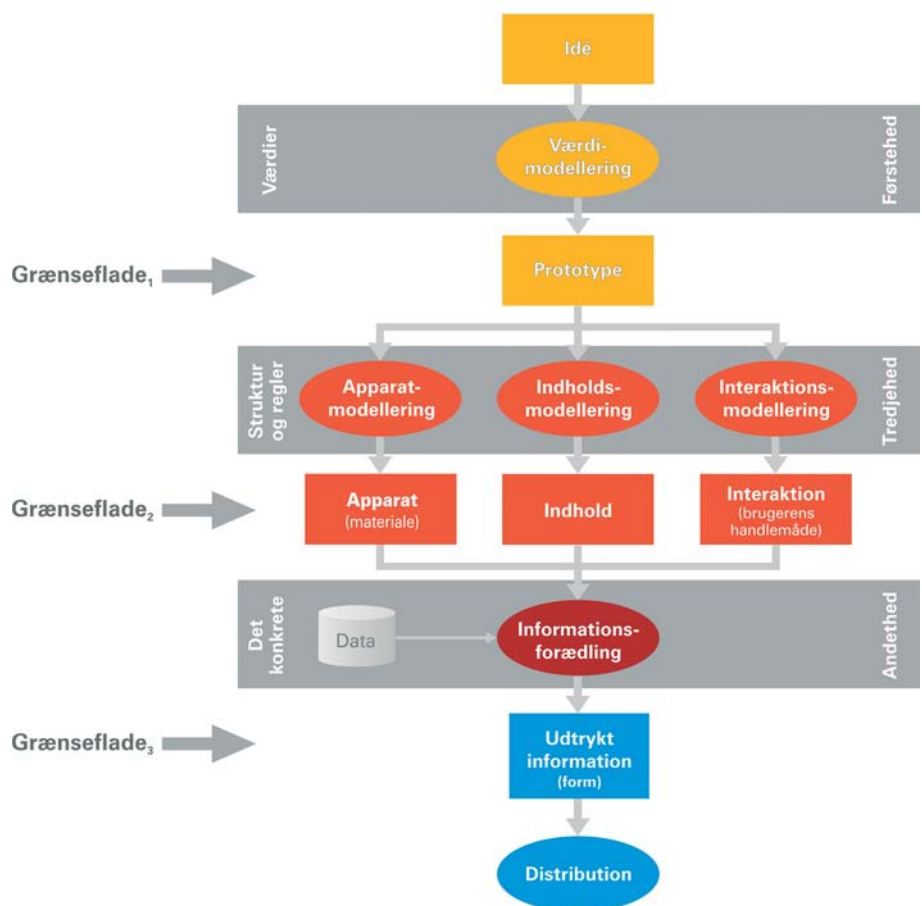 Idé
Værdier
Værdi-
modellering
Førstehed
Grænseflade₁
Prototype
Struktur
og regler
Apparat-
modellering
Indholds-
modellering
Interaktions-
modellering
Tredjehed
Grænseflade₂
Apparat
(materiale)
Indhold
Interaktion
(brugerens
handlemåde)
Det
konkrete
Data
Informations-
forædling
Andethed
Grænseflade₃
Udtrykt
information
(form)
Distribution